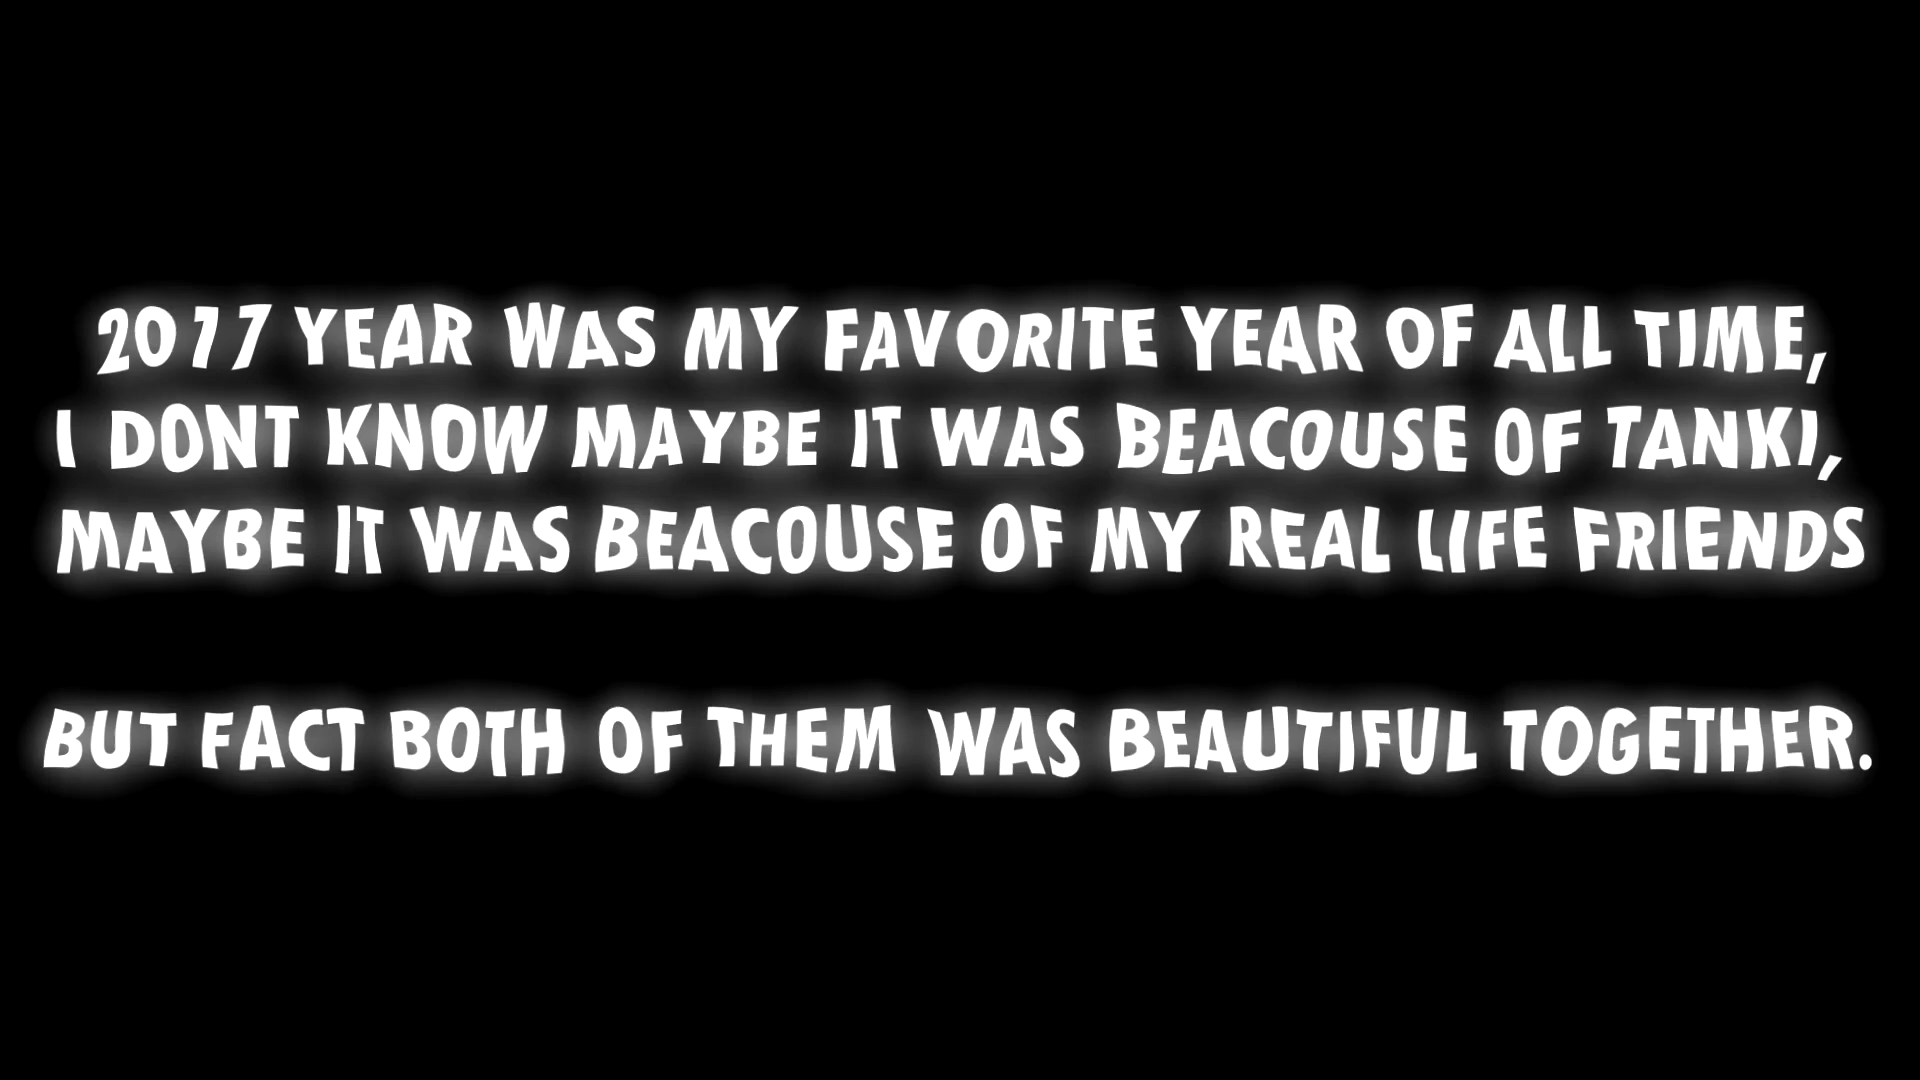 2017 YEAR WAS MY FAVORITE YEAR OF ALL TIME,
I DONT KNOW MAYBE IT WAS BEACOUSE OF TANKI,
MAYBE IT WAS BEACOUSE OF MY REAL LIFE FRIENDS
BUT FACT BOTH OF THEM WAS BEAUTIFUL TOGETHER.